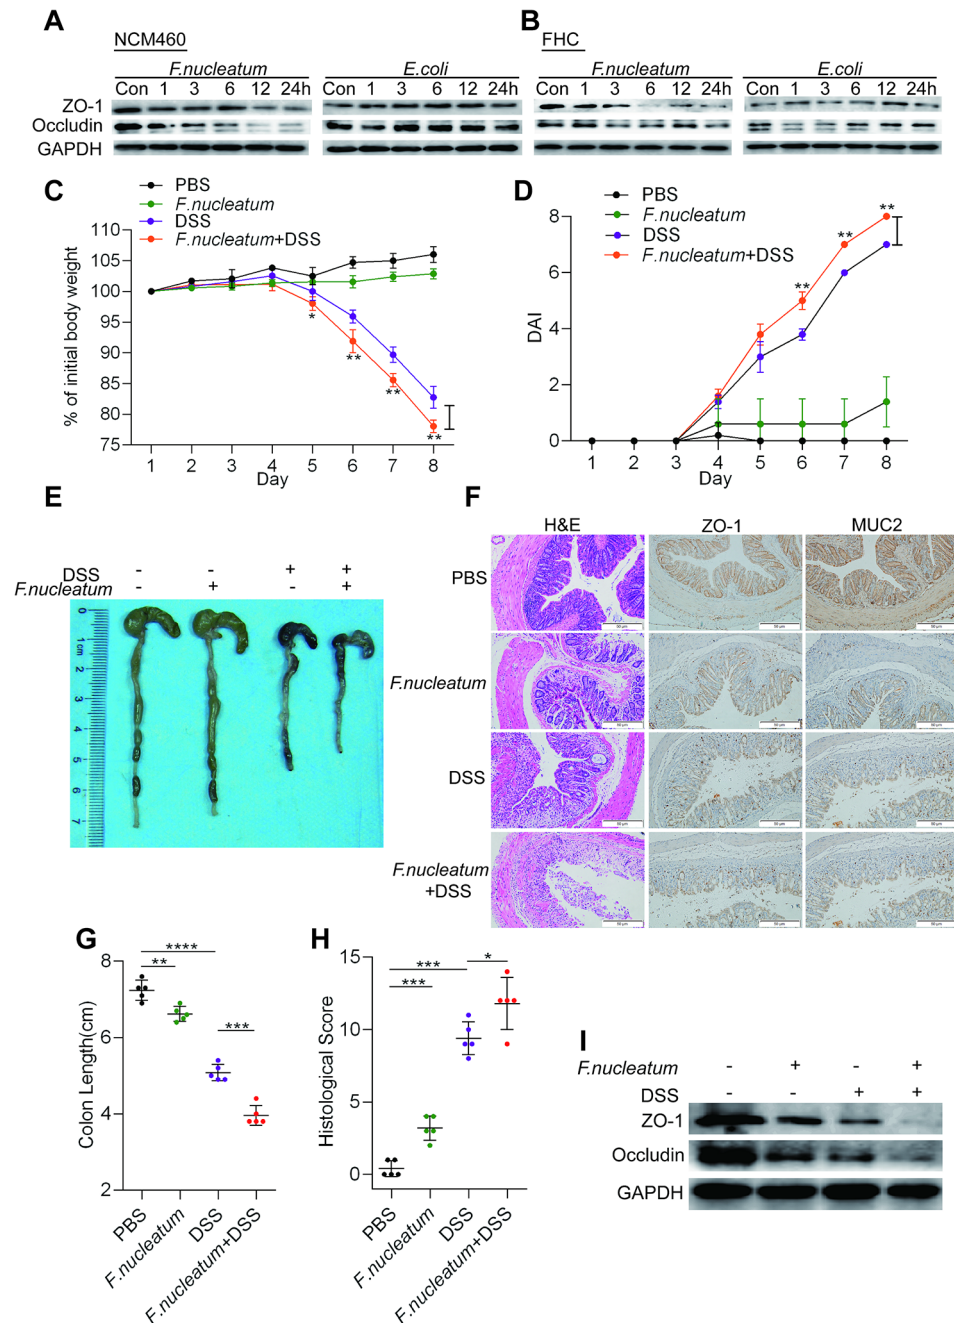 A
B
NCM460
FHC
F.nucleatum
E.coli
F.nucleatum
E.coli
Con 1 3 6 12 24h
Con 1 3 6 12 24h
Con 1 3 6 12 24h
Con 1 3 6 12 24h
ZO-1
Occludin
GAPDH
C
PBS
F.nucleatum
DSS
F.nucleatum+DSS
% of initial body weight
110
105
100
95
90
85
80
75
* ** ** **
1 2 3 4 5 6 7 8
Day
D
PBS
F.nucleatum
DSS
F.nucleatum+DSS
DAI
8
6
4
2
0
** ** **
1 2 3 4 5 6 7 8
Day
E
DSS - - + +
F.nucleatum - + - +
0
1
cm
2
3
4
5
6
7
F
H&E ZO-1 MUC2
PBS
F.nucleatum
DSS
F.nucleatum
+DSS
G
Colon Length(cm)
8
6
4
2
****
**
***
PBS
F.nucleatum
DSS
F.nucleatum+DSS
H
Histological Score
15
10
5
0
***
***
*
PBS
F.nucleatum
DSS
F.nucleatum+DSS
I
F.nucleatum - + - +
DSS - - + +
ZO-1
Occludin
GAPDH